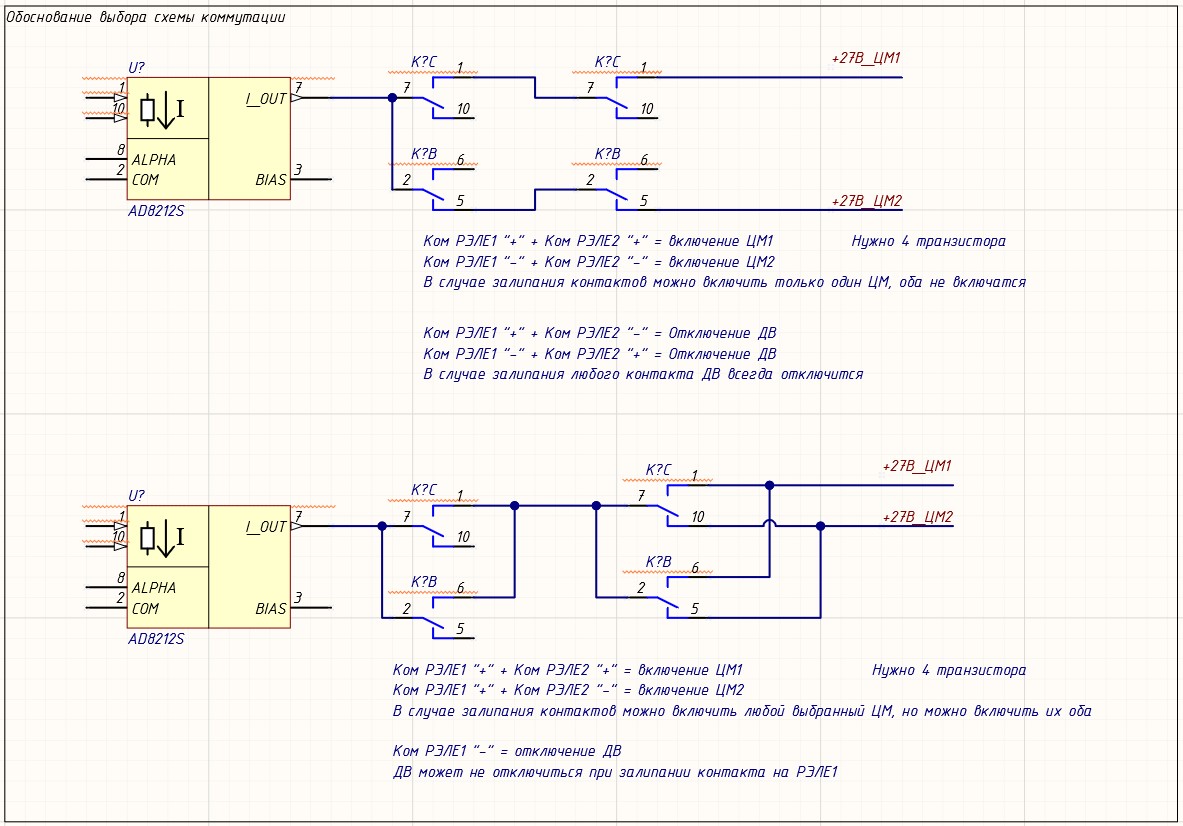 Обоснование выбора схемы коммутации
U?
1
10
8 ALPHA
2 COM
I_OUT 7
BIAS 3
AD8212S
I
K?C
1
7
10
K?C
1
7
10
+27В_ЦМ1
K?B
6
2
5
K?B
6
2
5
+27В_ЦМ2
Ком РЭЛЕ1 "+" + Ком РЭЛЕ2 "+" = включение ЦМ1
Нужно 4 транзистора
Ком РЭЛЕ1 "-" + Ком РЭЛЕ2 "-" = включение ЦМ2
В случае залипания контактов можно включить только один ЦМ, оба не включатся
Ком РЭЛЕ1 "+" + Ком РЭЛЕ2 "-" = Отключение ДВ
Ком РЭЛЕ1 "-" + Ком РЭЛЕ2 "+" = Отключение ДВ
В случае залипания любого контакта ДВ всегда отключится
U?
1
10
8 ALPHA
2 COM
I_OUT 7
BIAS 3
AD8212S
I
K?C
1
7
10
K?B
6
2
5
K?C
1
7
10
K?B
6
2
5
+27В_ЦМ1
+27В_ЦМ2
Ком РЭЛЕ1 "+" + Ком РЭЛЕ2 "+" = включение ЦМ1
Нужно 4 транзистора
Ком РЭЛЕ1 "+" + Ком РЭЛЕ2 "-" = включение ЦМ2
В случае залипания контактов можно включить любой выбранный ЦМ, но можно включить их оба
Ком РЭЛЕ1 "-" = отключение ДВ
ДВ может не отключиться при залипании контакта на РЭЛЕ1